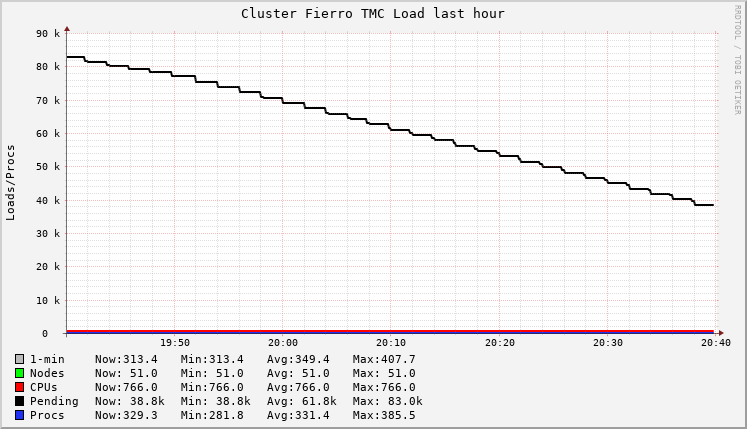 Cluster Fierro TMC Load last hour
RRDTOOL / TOBI OETIKER
Loads/Procs
90 k
80 k
70 k
60 k
50 k
40 k
30 k
20 k
10 k
0
19:50 20:00 20:10 20:20 20:30 20:40
1-min Now:313.4 Min:313.4 Avg:349.4 Max:407.7
Nodes Now: 51.0 Min: 51.0 Avg: 51.0 Max: 51.0
CPUs Now:766.0 Min:766.0 Avg:766.0 Max:766.0
Pending Now: 38.8k Min: 38.8k Avg: 61.8k Max: 83.0k
Procs Now:329.3 Min:281.8 Avg:331.4 Max:385.5